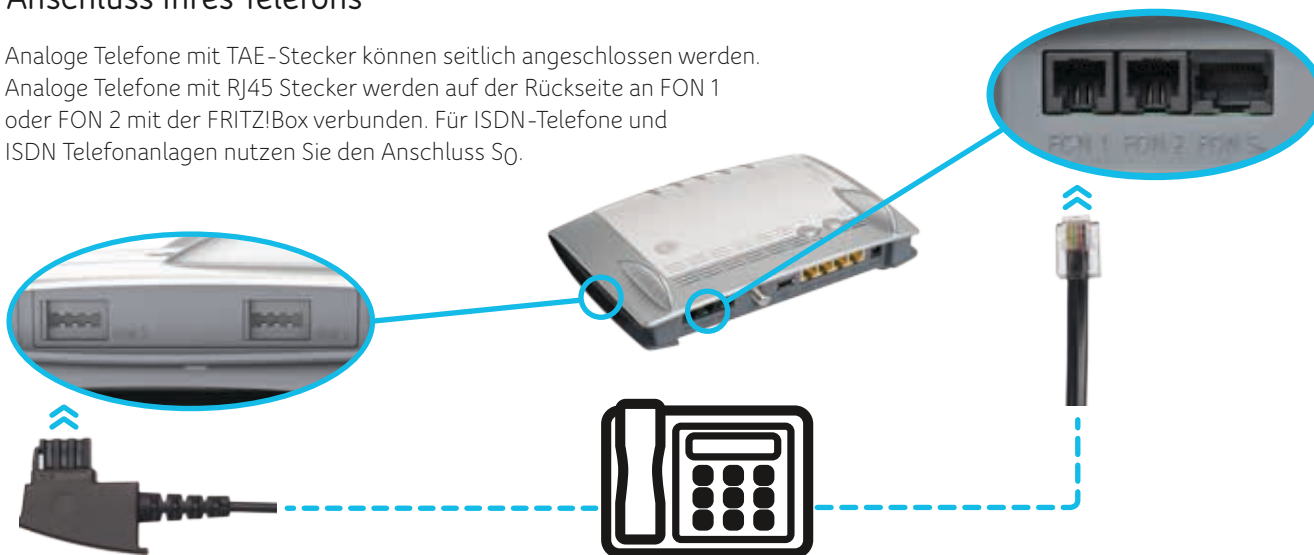 Anschluss Ihres Telefons
Analoge Telefone mit TAE-Stecker können seitlich angeschlossen werden.
Analoge Telefone mit RJ45 Stecker werden auf der Rückseite an FON 1
oder FON 2 mit der FRITZ!Box verbunden. Für ISDN-Telefone und
ISDN Telefonanlagen nutzen Sie den Anschluss S0.
FON 1 FON 2 FON S0